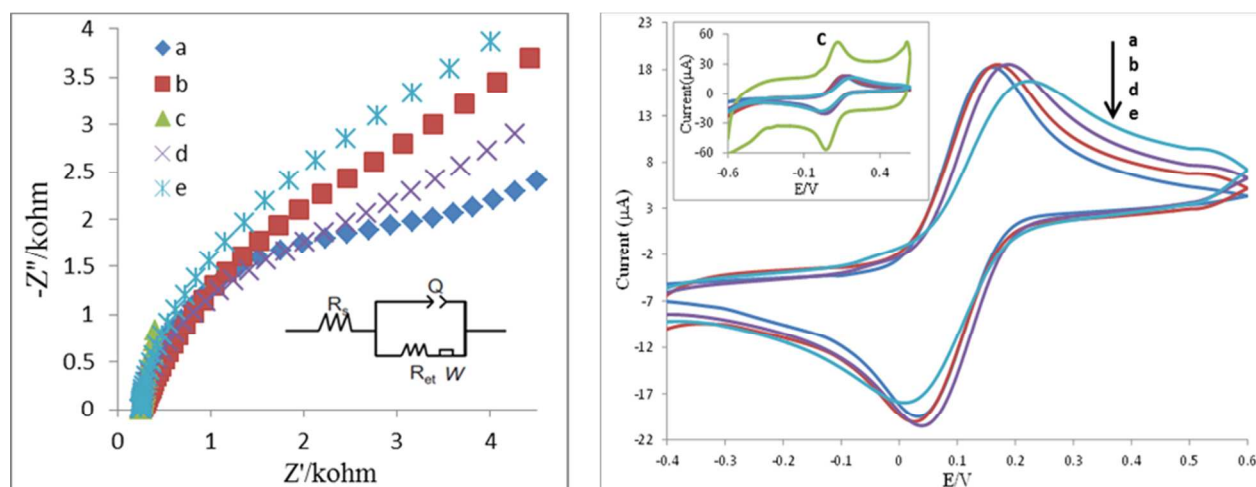 4
3.5
3
2.5
2
1.5
1
0.5
0
-Z"/kohm
a
b
c
d
e
R_s
Q
R_et W
0 1 2 3 4
Z'/kohm
23
18
13
8
3
-2
-7
-12
-17
-22
Current (μA)
a
b
d
e
c
60
30
0
-30
-60
Current(μA)
-0.6 -0.1 0.4
E/V
-0.4 -0.3 -0.2 -0.1 0 0.1 0.2 0.3 0.4 0.5 0.6
E/V